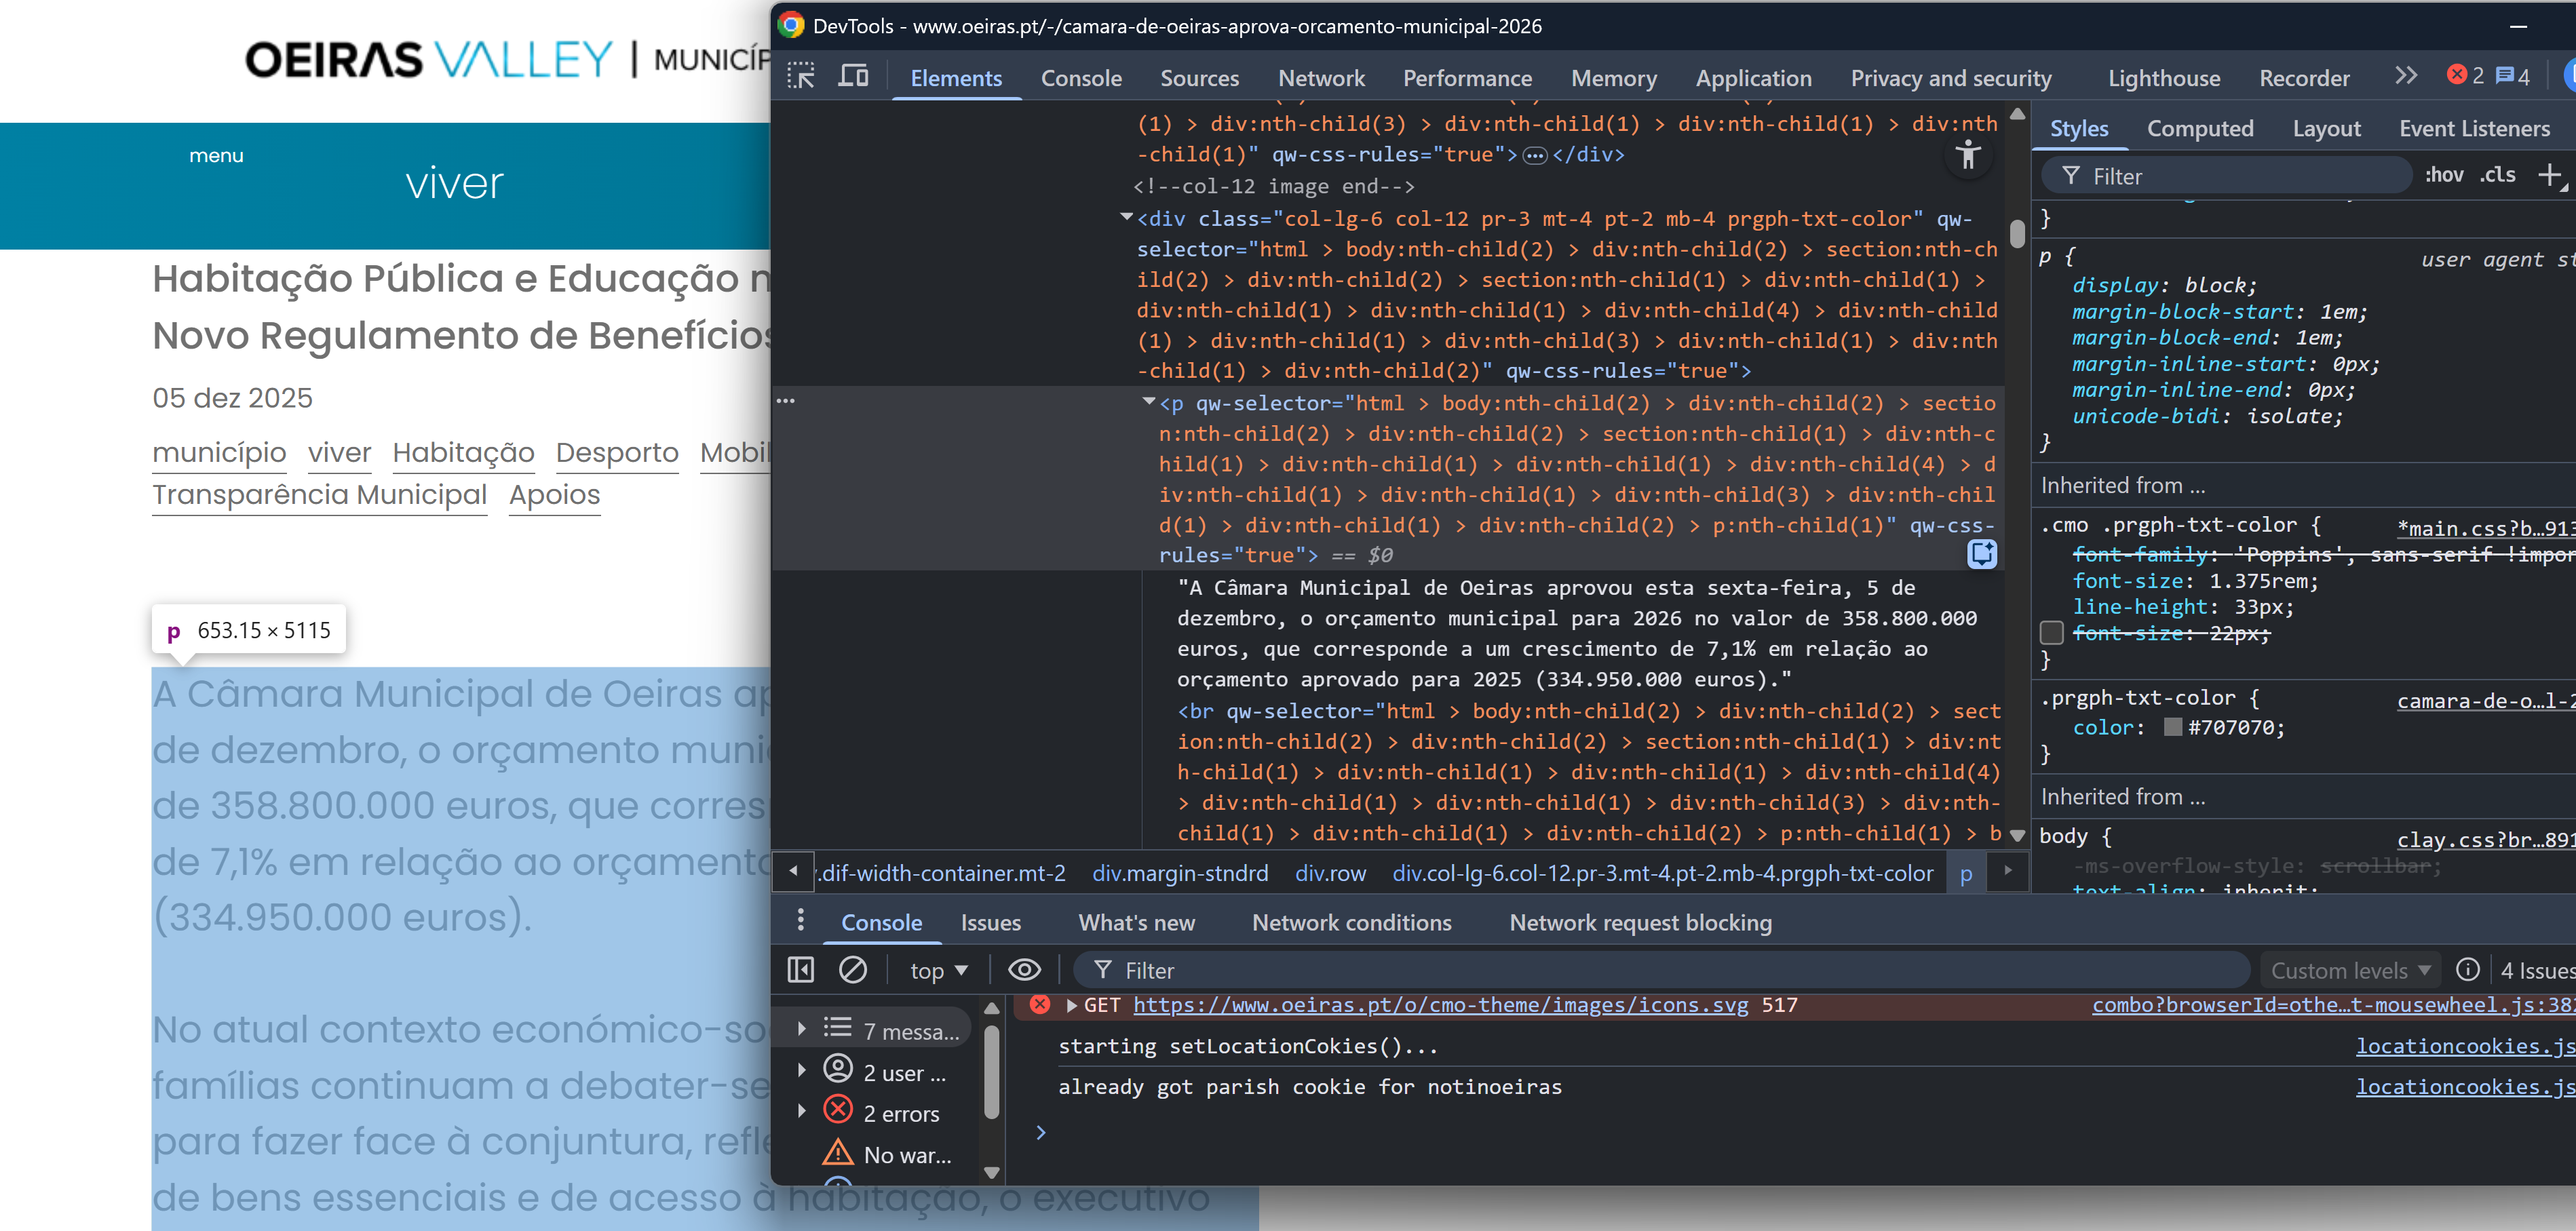 OEIRAS VALLEY | MUNICÍP
menu
viver
Habitação Pública e Educação
Novo Regulamento de Benefícios
05 dez 2025
município viver Habitação Desporto Mobil
Transparência Municipal Apoios
p 653.15 × 5115
A Câmara Municipal de Oeiras ap
de dezembro, o orçamento munic
de 358.800.000 euros, que corres
de 7,1% em relação ao orçamento
(334.950.000 euros).
No atual contexto económico-so
famílias continuam a debater-se
para fazer face à conjuntura, refle
de bens essenciais e de acesso à habitação, o executivo
DevTools - www.oeiras.pt/-/camara-de-oeiras-aprova-orcamento-municipal-2026
Elements Console Sources Network Performance Memory Application Privacy and security Lighthouse Recorder 2 4
(1) > div:nth-child(3) > div:nth-child(1) > div:nth-child(1) > div:nth
-child(1)" qw-css-rules="true">…</div>
<!--col-12 image end-->
<div class="col-lg-6 col-12 pr-3 mt-4 pt-2 mb-4 prgph-txt-color" qw-
selector="html > body:nth-child(2) > div:nth-child(2) > section:nth-ch
ild(2) > div:nth-child(2) > section:nth-child(1) > div:nth-child(1) >
div:nth-child(1) > div:nth-child(1) > div:nth-child(4) > div:nth-child
(1) > div:nth-child(1) > div:nth-child(3) > div:nth-child(1) > div:nth
-child(1) > div:nth-child(2)" qw-css-rules="true">
<p qw-selector="html > body:nth-child(2) > div:nth-child(2) > sectio
n:nth-child(2) > div:nth-child(2) > section:nth-child(1) > div:nth-c
hild(1) > div:nth-child(1) > div:nth-child(1) > div:nth-child(4) > d
iv:nth-child(1) > div:nth-child(1) > div:nth-child(3) > div:nth-chil
d(1) > div:nth-child(1) > div:nth-child(2) > p:nth-child(1)" qw-css-
rules="true"> == $0
"A Câmara Municipal de Oeiras aprovou esta sexta-feira, 5 de
dezembro, o orçamento municipal para 2026 no valor de 358.800.000
euros, que corresponde a um crescimento de 7,1% em relação ao
orçamento aprovado para 2025 (334.950.000 euros)."
<br qw-selector="html > body:nth-child(2) > div:nth-child(2) > sect
ion:nth-child(2) > div:nth-child(2) > section:nth-child(1) > div:nt
h-child(1) > div:nth-child(1) > div:nth-child(1) > div:nth-child(4)
> div:nth-child(1) > div:nth-child(1) > div:nth-child(3) > div:nth-
child(1) > div:nth-child(1) > div:nth-child(2) > p:nth-child(1) > b
.dif-width-container.mt-2 div.margin-stndrd div.row div.col-lg-6.col-12.pr-3.mt-4.pt-2.mb-4.prgph-txt-color p
Styles Computed Layout Event Listeners
Filter :hov .cls
}
p { user agent st
display: block;
margin-block-start: 1em;
margin-block-end: 1em;
margin-inline-start: 0px;
margin-inline-end: 0px;
unicode-bidi: isolate;
}
Inherited from ...
.cmo .prgph-txt-color { *main.css?b…913
font-family: 'Poppins', sans-serif !impor
font-size: 1.375rem;
line-height: 33px;
font-size: 22px;
}
.prgph-txt-color { camara-de-o…l-2
color: #707070;
}
Inherited from ...
body { clay.css?br…891
-ms-overflow-style: scrollbar;
text-align: inherit;
Console Issues What's new Network conditions Network request blocking
top Filter Custom levels 4 Issues
7 messa...
2 user ...
2 errors
No war...
GET https://www.oeiras.pt/o/cmo-theme/images/icons.svg 517 combo?browserId=othe…t-mousewheel.js:382
starting setLocationCokies()... locationcookies.js
already got parish cookie for notinoeiras locationcookies.js